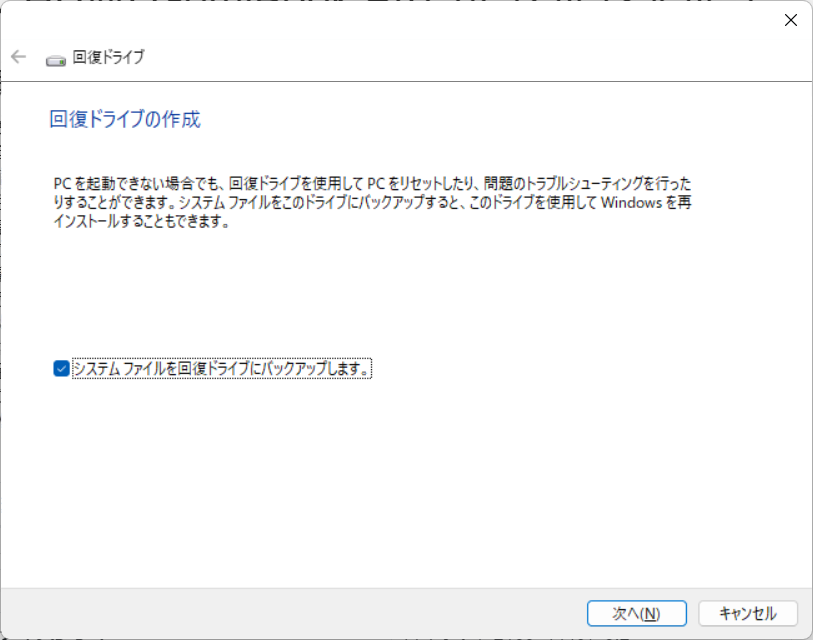 回復ドライブ
回復ドライブの作成
PC を起動できない場合でも、回復ドライブを使用して PC をリセットしたり、問題のトラブルシューティングを行った
りすることができます。システム ファイルをこのドライブにバックアップすると、このドライブを使用して Windows を再
インストールすることもできます。
システム ファイルを回復ドライブにバックアップします。
次へ(N)
キャンセル